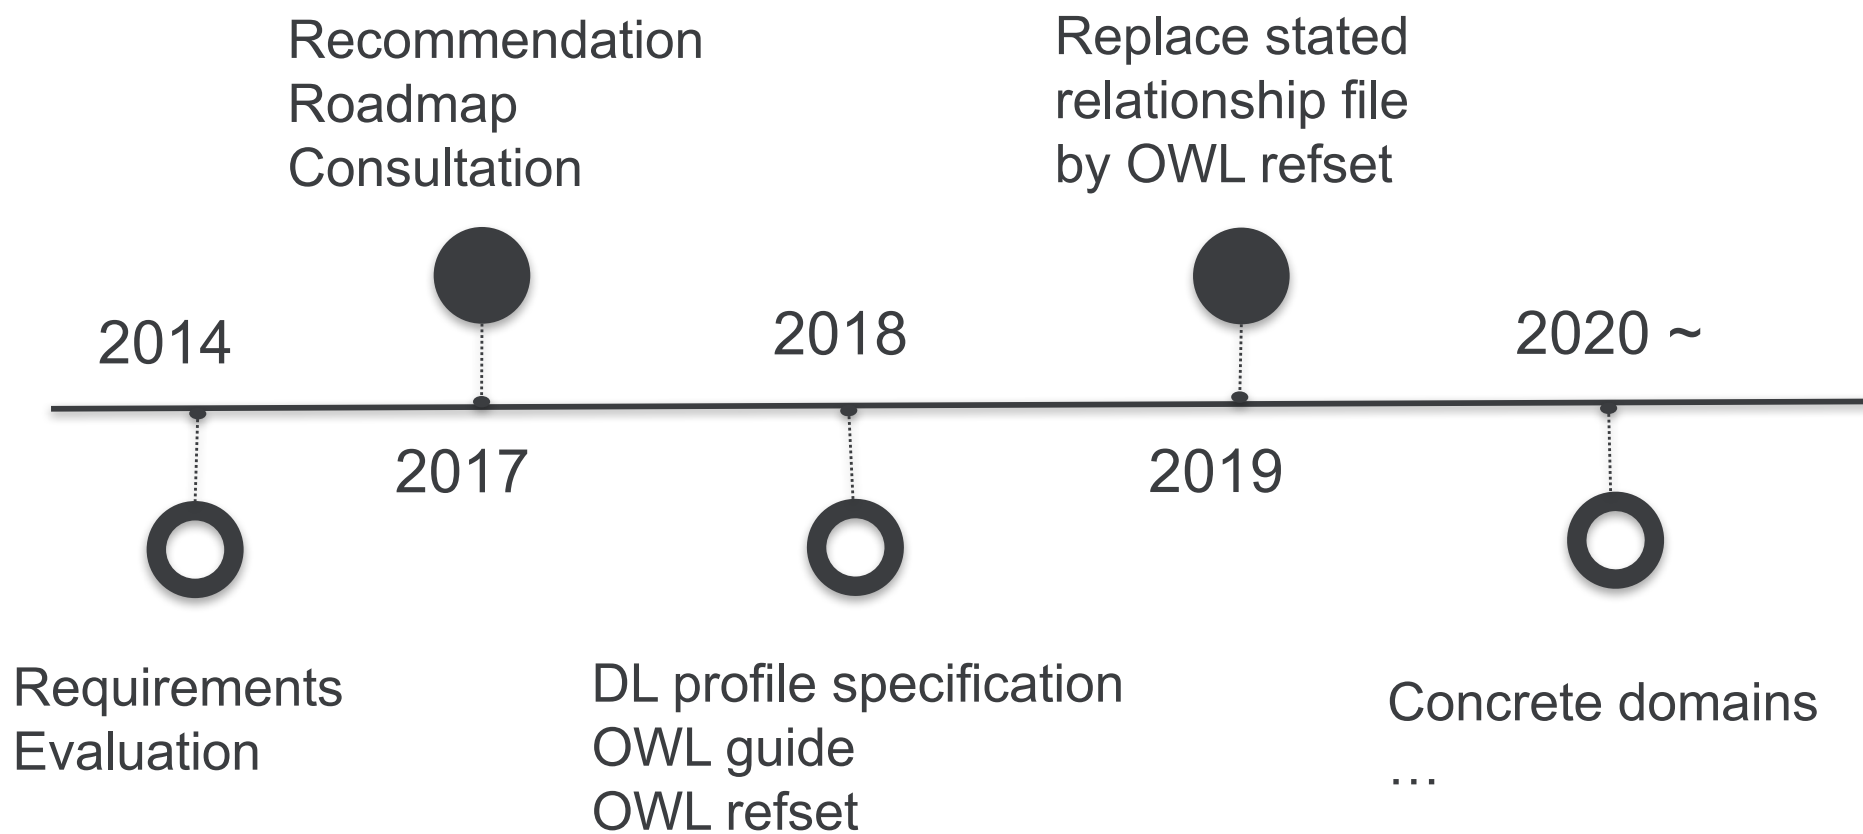 Recommendation
Roadmap
Consultation
Replace stated
relationship file
by OWL refset
2014
2018
2020 ~
2017
2019
Requirements
Evaluation
DL profile specification
OWL guide
OWL refset
Concrete domains
…